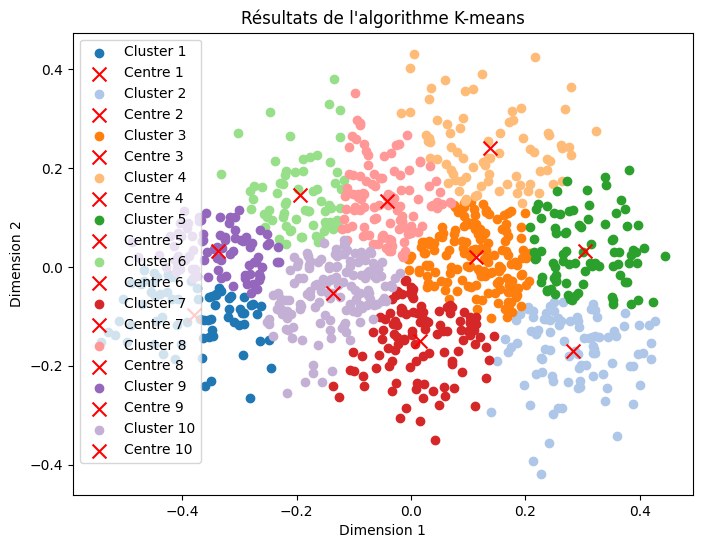 Résultats de l'algorithme K-means
Cluster 1
Centre 1
Cluster 2
Centre 2
Cluster 3
Centre 3
Cluster 4
Centre 4
Cluster 5
Centre 5
Cluster 6
Centre 6
Cluster 7
Centre 7
Cluster 8
Centre 8
Cluster 9
Centre 9
Cluster 10
Centre 10
Dimension 2
0.4
0.2
0.0
−0.2
−0.4
−0.4 −0.2 0.0 0.2 0.4
Dimension 1